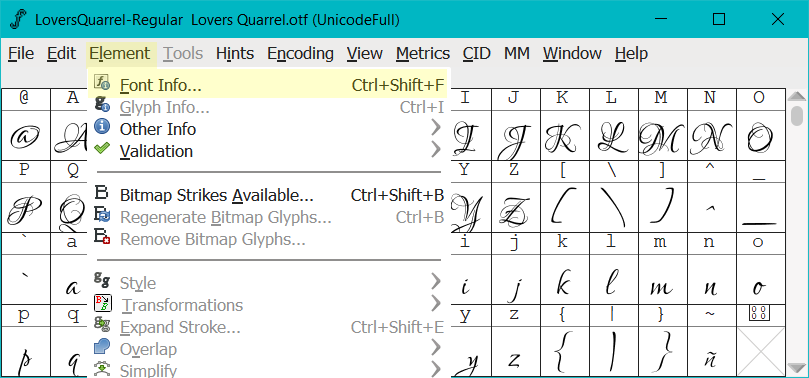 LoversQuarrel-Regular Lovers Quarrel.otf (UnicodeFull)
File Edit Element Tools Hints Encoding View Metrics CID MM Window Help
Font Info... Ctrl+Shift+F
Glyph Info... Ctrl+I
Other Info
Validation
Bitmap Strikes Available... Ctrl+Shift+B
Regenerate Bitmap Glyphs... Ctrl+B
Remove Bitmap Glyphs...
Style
Transformations
Expand Stroke... Ctrl+Shift+E
Overlap
Simplify
@ A I J K L M N O
@ A I J K L M N O
P Q Y Z [ \ ] ^ _
P Q Y Z [ \ ] ^ _
` a i j k l m n o
` a i j k l m n o
p q y z { | } ~
p q y z { | } ñ